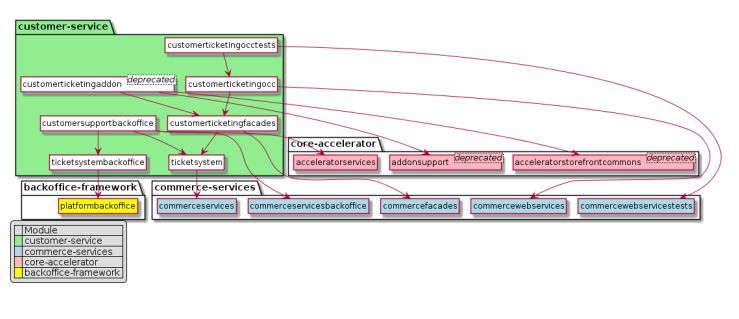 customer-service
customerticketingocctests
customerticketingaddon deprecated
customerticketingocc
customersupportbackoffice
customerticketingfacades
core-accelerator
ticketsystembackoffice
ticketsystem
acceleratorservices
addonsupport deprecated
acceleratorstorefrontcommons deprecated
backoffice-framework
commerce-services
platformbackoffice
commerceservices
commerceservicesbackoffice
commercefacades
commercewebservices
commercewebservicestests
Module
customer-service
commerce-services
core-accelerator
backoffice-framework